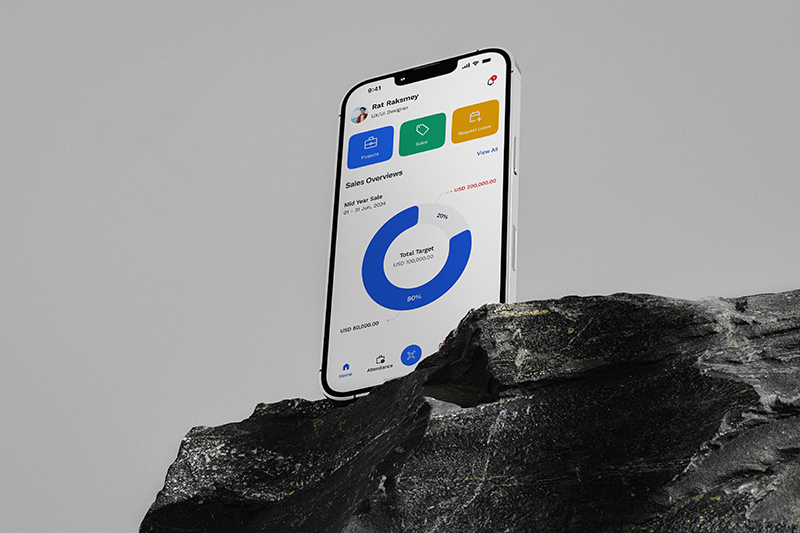 9:41
Rat Raksmey
UX/UI Designer
Projects
Sales
Request Leave
View All
Sales Overviews
Mid Year Sale
01 - 31 Jun, 2024
USD 200,000.00
20%
Total Target
USD 100,000.00
80%
USD 80,000.00
Home
Attendance